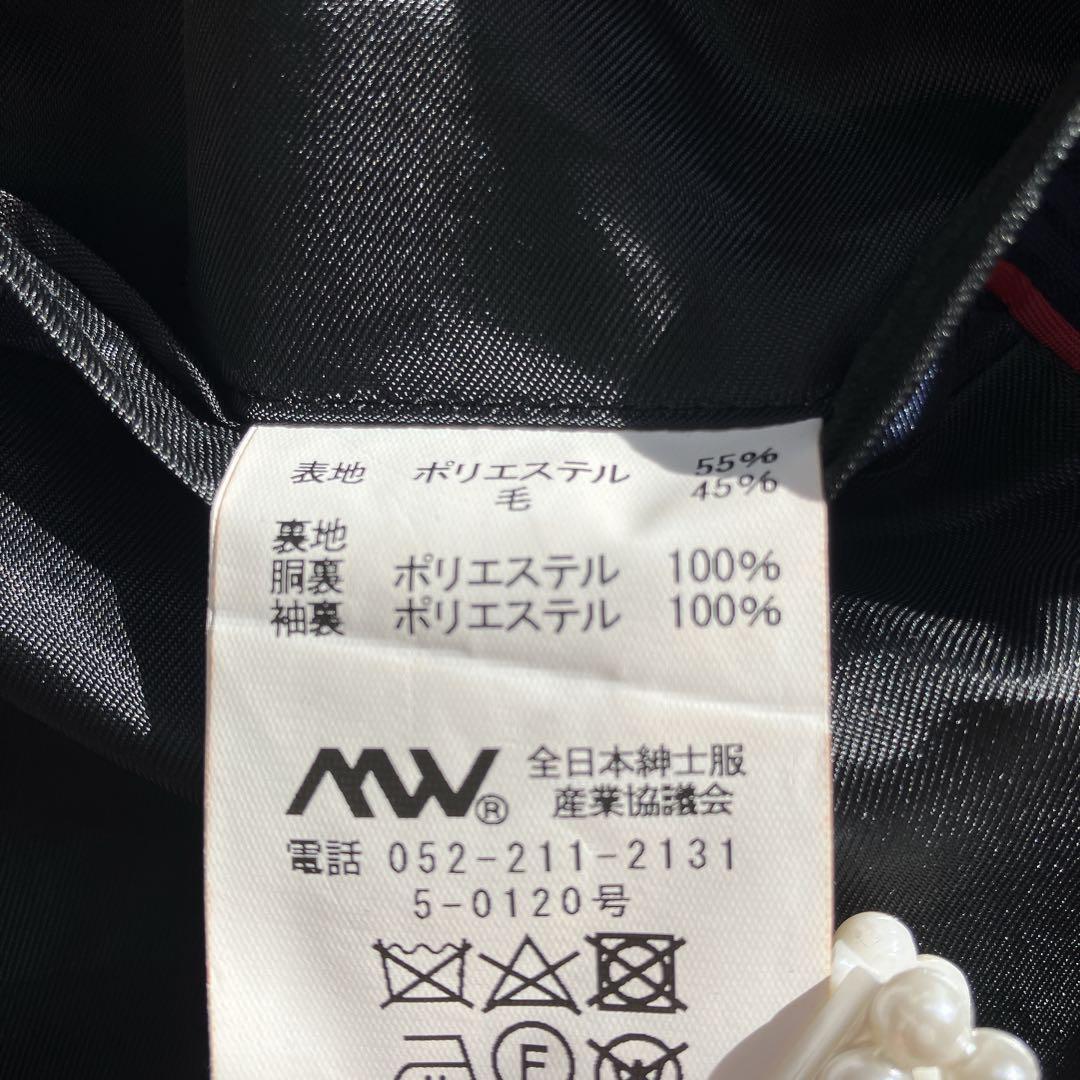 表地 ポリエステル 55%
毛 45%
裏地
胴裏 ポリエステル 100%
袖裏 ポリエステル 100%
MW® 全日本紳士服
産業協議会
電話 052-211-2131
5-0120号
F